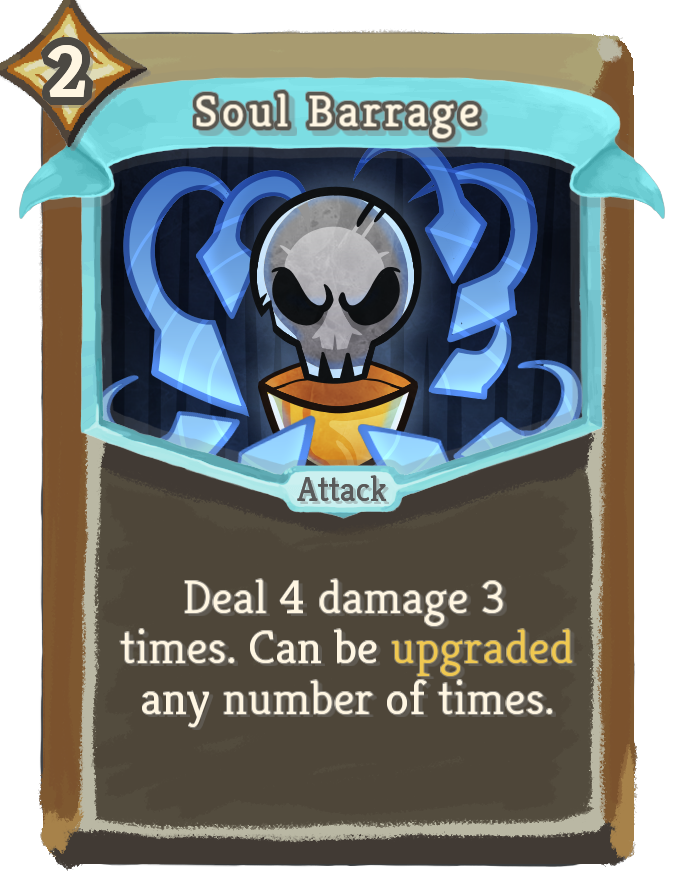 2
Soul Barrage
Attack
Deal 4 damage 3
times. Can be upgraded
any number of times.